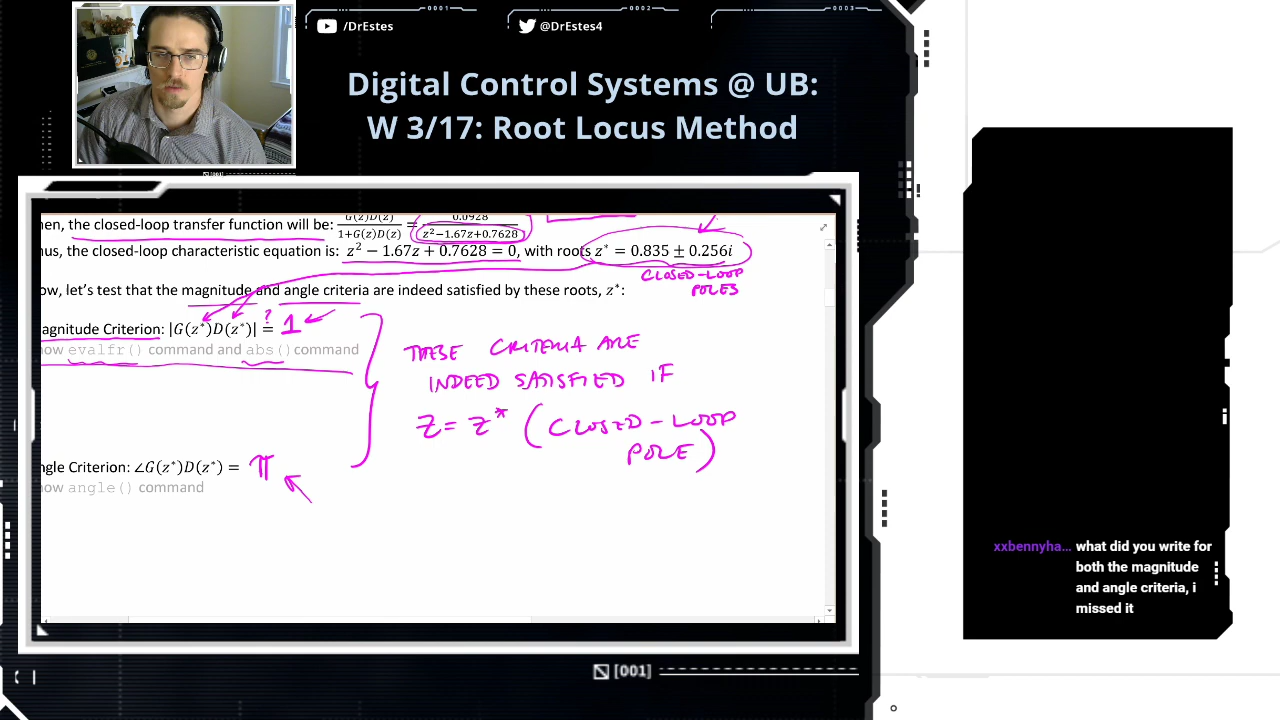 0001
0002
0003
/DrEstes
@DrEstes4
Digital Control Systems @ UB:
W 3/17: Root Locus Method
[001]
hen, the closed-loop transfer function will be: G(z)D(z) / 1+G(z)D(z) = 0.0928 / z²−1.67z+0.7628
hus, the closed-loop characteristic equation is: z² − 1.67z + 0.7628 = 0, with roots z* = 0.835 ± 0.256i
CLOSED-LOOP
POLES
ow, let's test that the magnitude and angle criteria are indeed satisfied by these roots, z*:
agnitude Criterion: |G(z*)D(z*)| =? 1
how evalfr() command and abs() command
THESE CRITERIA ARE
INDEED SATISFIED IF
Z = Z* (CLOSED-LOOP
POLE)
ngle Criterion: ∠G(z*)D(z*) = π
how angle() command
xxbennyha… what did you write for
both the magnitude
and angle criteria, i
missed it
[001]